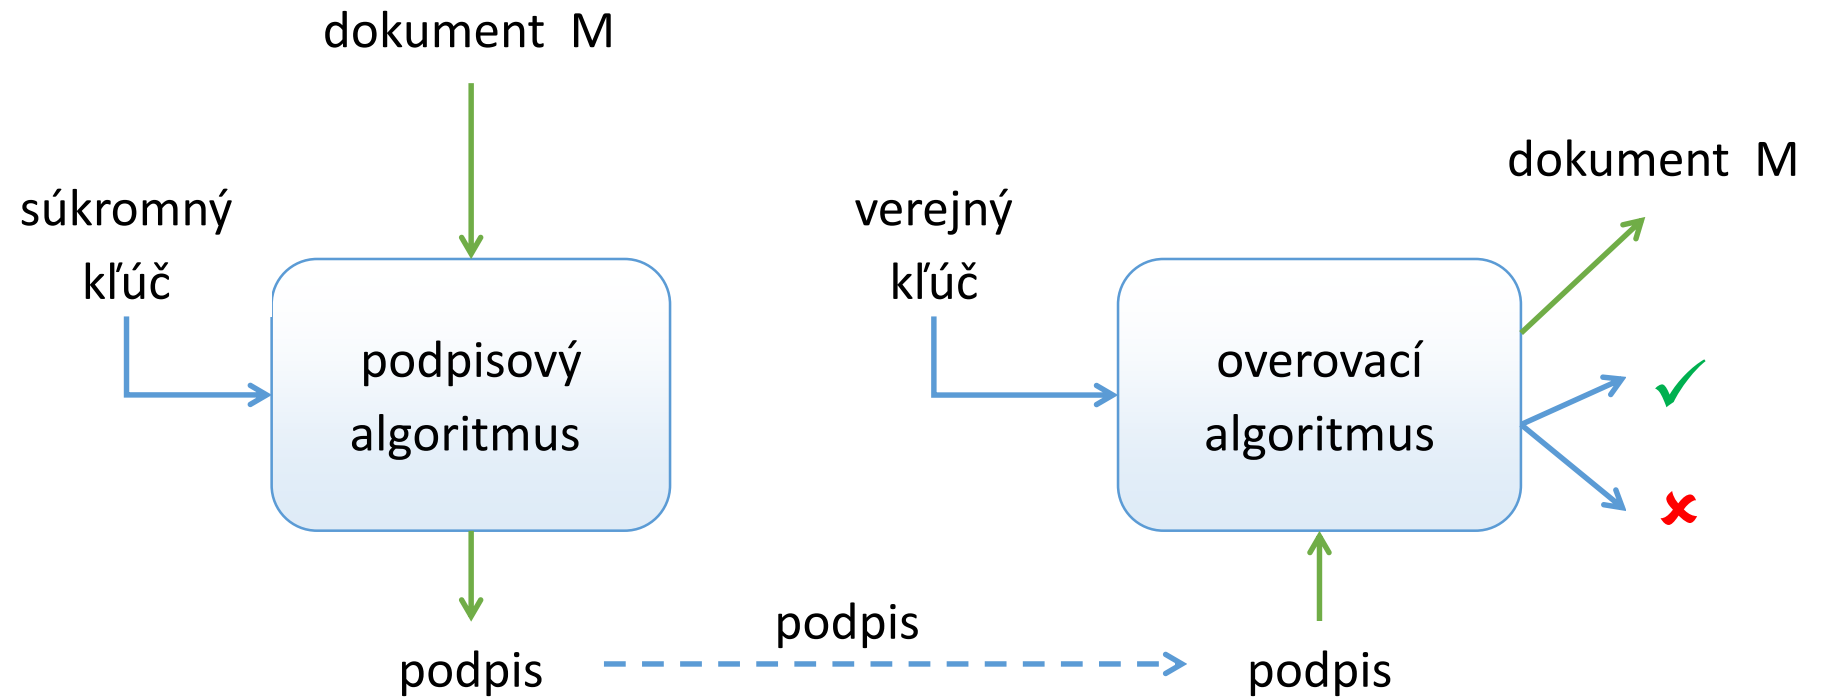 dokument M
súkromný
kľúč
podpisový
algoritmus
podpis
podpis
verejný
kľúč
overovací
algoritmus
podpis
dokument M